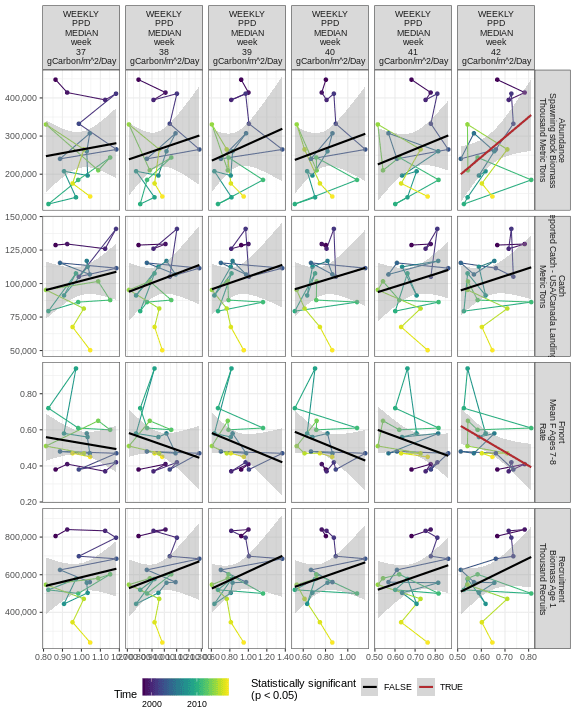 WEEKLY PPD MEDIAN week 37 gCarbon/m^2/Day
WEEKLY PPD MEDIAN week 38 gCarbon/m^2/Day
WEEKLY PPD MEDIAN week 39 gCarbon/m^2/Day
WEEKLY PPD MEDIAN week 40 gCarbon/m^2/Day
WEEKLY PPD MEDIAN week 41 gCarbon/m^2/Day
WEEKLY PPD MEDIAN week 42 gCarbon/m^2/Day
400,000
300,000
200,000
Abundance
Spawning Stock Biomass
Thousand Metric Tons
150,000
125,000
100,000
75,000
50,000
Catch
ported Catch - USA/Canada Landing
Metric Tons
0.80
0.60
0.40
0.20
Fmort
Mean F Ages 7-8
Rate
800,000
600,000
400,000
Recruitment
Biomass Age 1
Thousand Recruits
0.80 0.90 1.00 1.10
0.60 0.80 1.00 1.20 1.40
0.60 0.80 1.00
0.50 0.60 0.70 0.80
0.50 0.60 0.70 0.80
Time
2000 2010
Statistically significant
(p < 0.05)
FALSE
TRUE